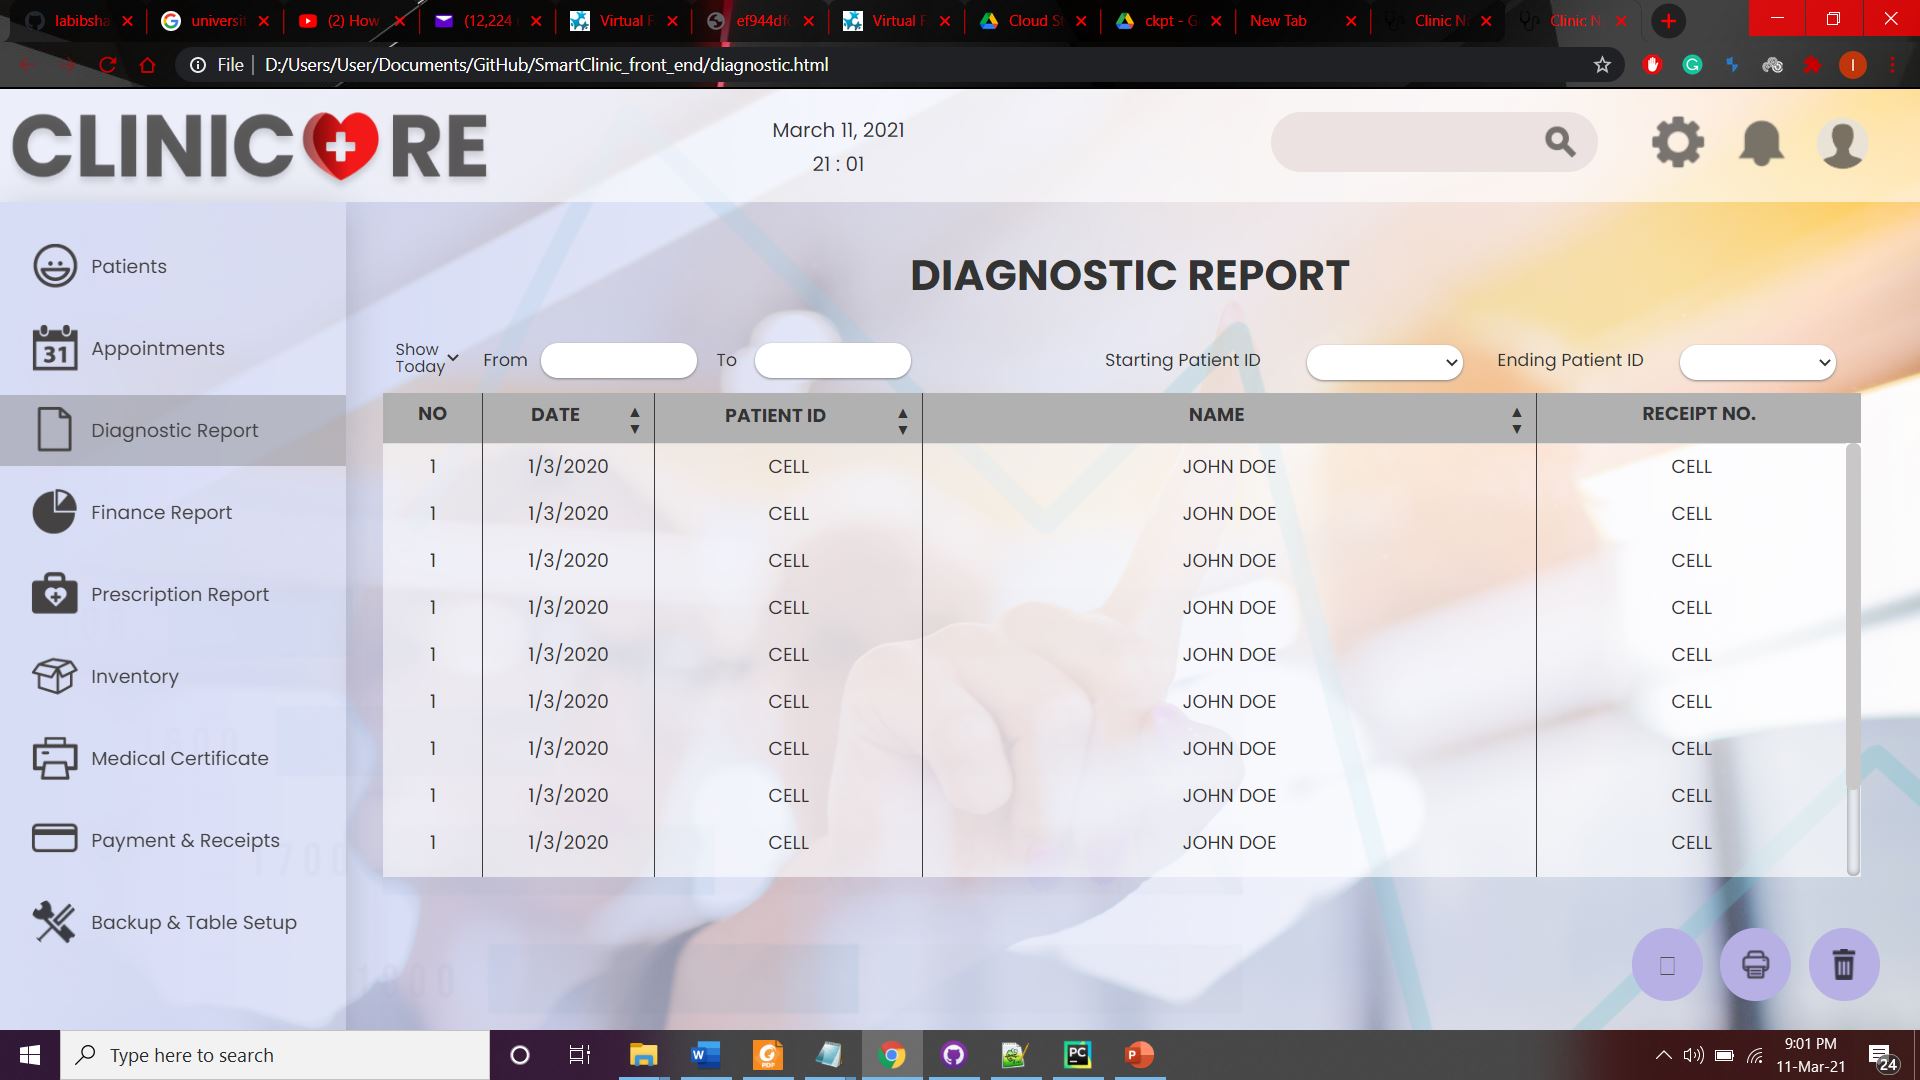 labibsha
universit
(2) How
(12,224
Virtual F
ef944dfc
Virtual F
Cloud St
ckpt - G
New Tab
Clinic N
Clinic N
File D:/Users/User/Documents/GitHub/SmartClinic_front_end/diagnostic.html
CLINIC RE
March 11, 2021
21 : 01
Patients
31 Appointments
Diagnostic Report
Finance Report
Prescription Report
Inventory
Medical Certificate
Payment & Receipts
Backup & Table Setup
DIAGNOSTIC REPORT
Show Today From To Starting Patient ID Ending Patient ID
NO DATE ▲▼ PATIENT ID ▲▼ NAME ▲▼ RECEIPT NO.
1 1/3/2020 CELL JOHN DOE CELL
1 1/3/2020 CELL JOHN DOE CELL
1 1/3/2020 CELL JOHN DOE CELL
1 1/3/2020 CELL JOHN DOE CELL
1 1/3/2020 CELL JOHN DOE CELL
1 1/3/2020 CELL JOHN DOE CELL
1 1/3/2020 CELL JOHN DOE CELL
1 1/3/2020 CELL JOHN DOE CELL
1 1/3/2020 CELL JOHN DOE CELL
Type here to search
9:01 PM
11-Mar-21
24